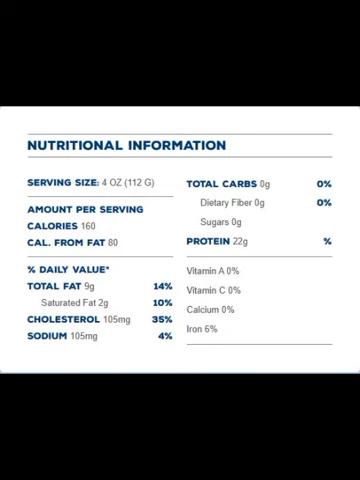 NUTRITIONAL INFORMATION
SERVING SIZE: 4 OZ (112 G)
AMOUNT PER SERVING
CALORIES 160
CAL. FROM FAT 80
% DAILY VALUE*
TOTAL FAT 9g 14%
Saturated Fat 2g 10%
CHOLESTEROL 105mg 35%
SODIUM 105mg 4%
TOTAL CARBS 0g 0%
Dietary Fiber 0g 0%
Sugars 0g
PROTEIN 22g %
Vitamin A 0%
Vitamin C 0%
Calcium 0%
Iron 6%